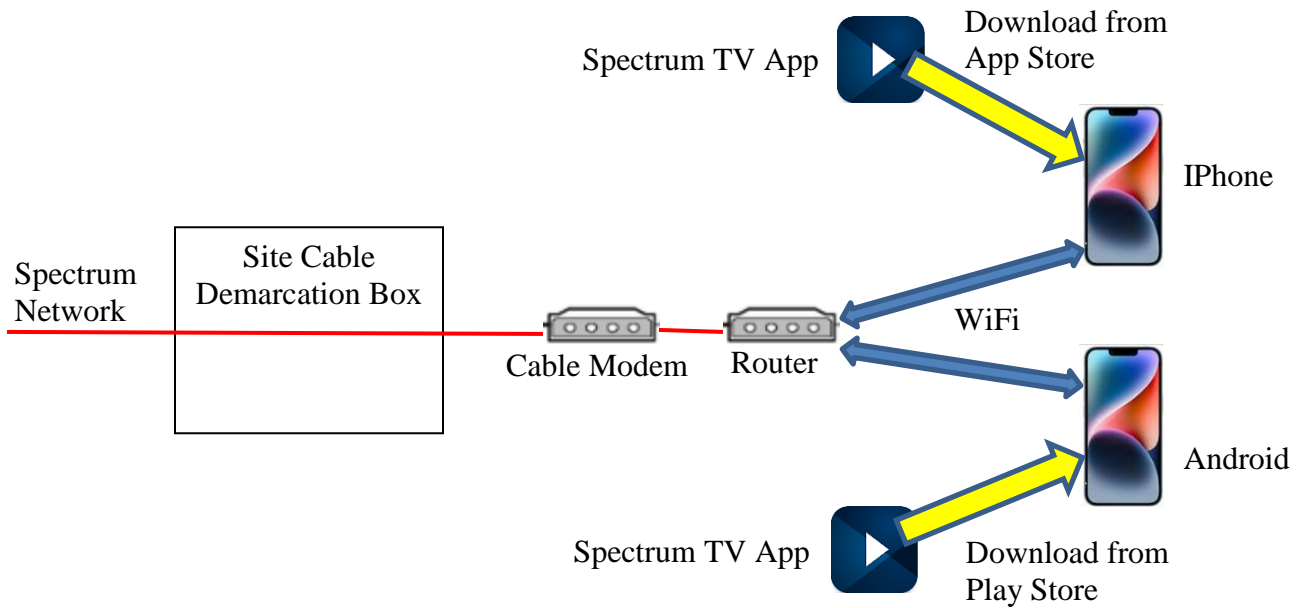 Download from
App Store
Spectrum TV App
IPhone
Site Cable
Demarcation Box
Spectrum
Network
WiFi
Cable Modem
Router
Android
Spectrum TV App
Download from
Play Store